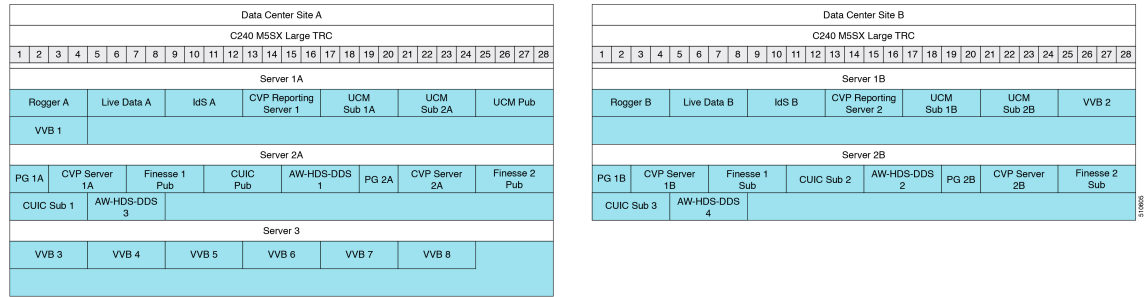 Data Center Site A
C240 M5SX Large TRC
1 2 3 4 5 6 7 8 9 10 11 12 13 14 15 16 17 18 19 20 21 22 23 24 25 26 27 28
Server 1A
Rogger A Live Data A IdS A CVP Reporting Server 1 UCM Sub 1A UCM Sub 2A UCM Pub
VVB 1
Server 2A
PG 1A CVP Server 1A Finesse 1 Pub CUIC Pub AW-HDS-DDS 1 PG 2A CVP Server 2A Finesse 2 Pub
CUIC Sub 1 AW-HDS-DDS 3
Server 3
VVB 3 VVB 4 VVB 5 VVB 6 VVB 7 VVB 8
Data Center Site B
C240 M5SX Large TRC
1 2 3 4 5 6 7 8 9 10 11 12 13 14 15 16 17 18 19 20 21 22 23 24 25 26 27 28
Server 1B
Rogger B Live Data B IdS B CVP Reporting Server 2 UCM Sub 1B UCM Sub 2B VVB 2
Server 2B
PG 1B CVP Server 1B Finesse 1 Sub CUIC Sub 2 AW-HDS-DDS 2 PG 2B CVP Server 2B Finesse 2 Sub
CUIC Sub 3 AW-HDS-DDS 4
510605